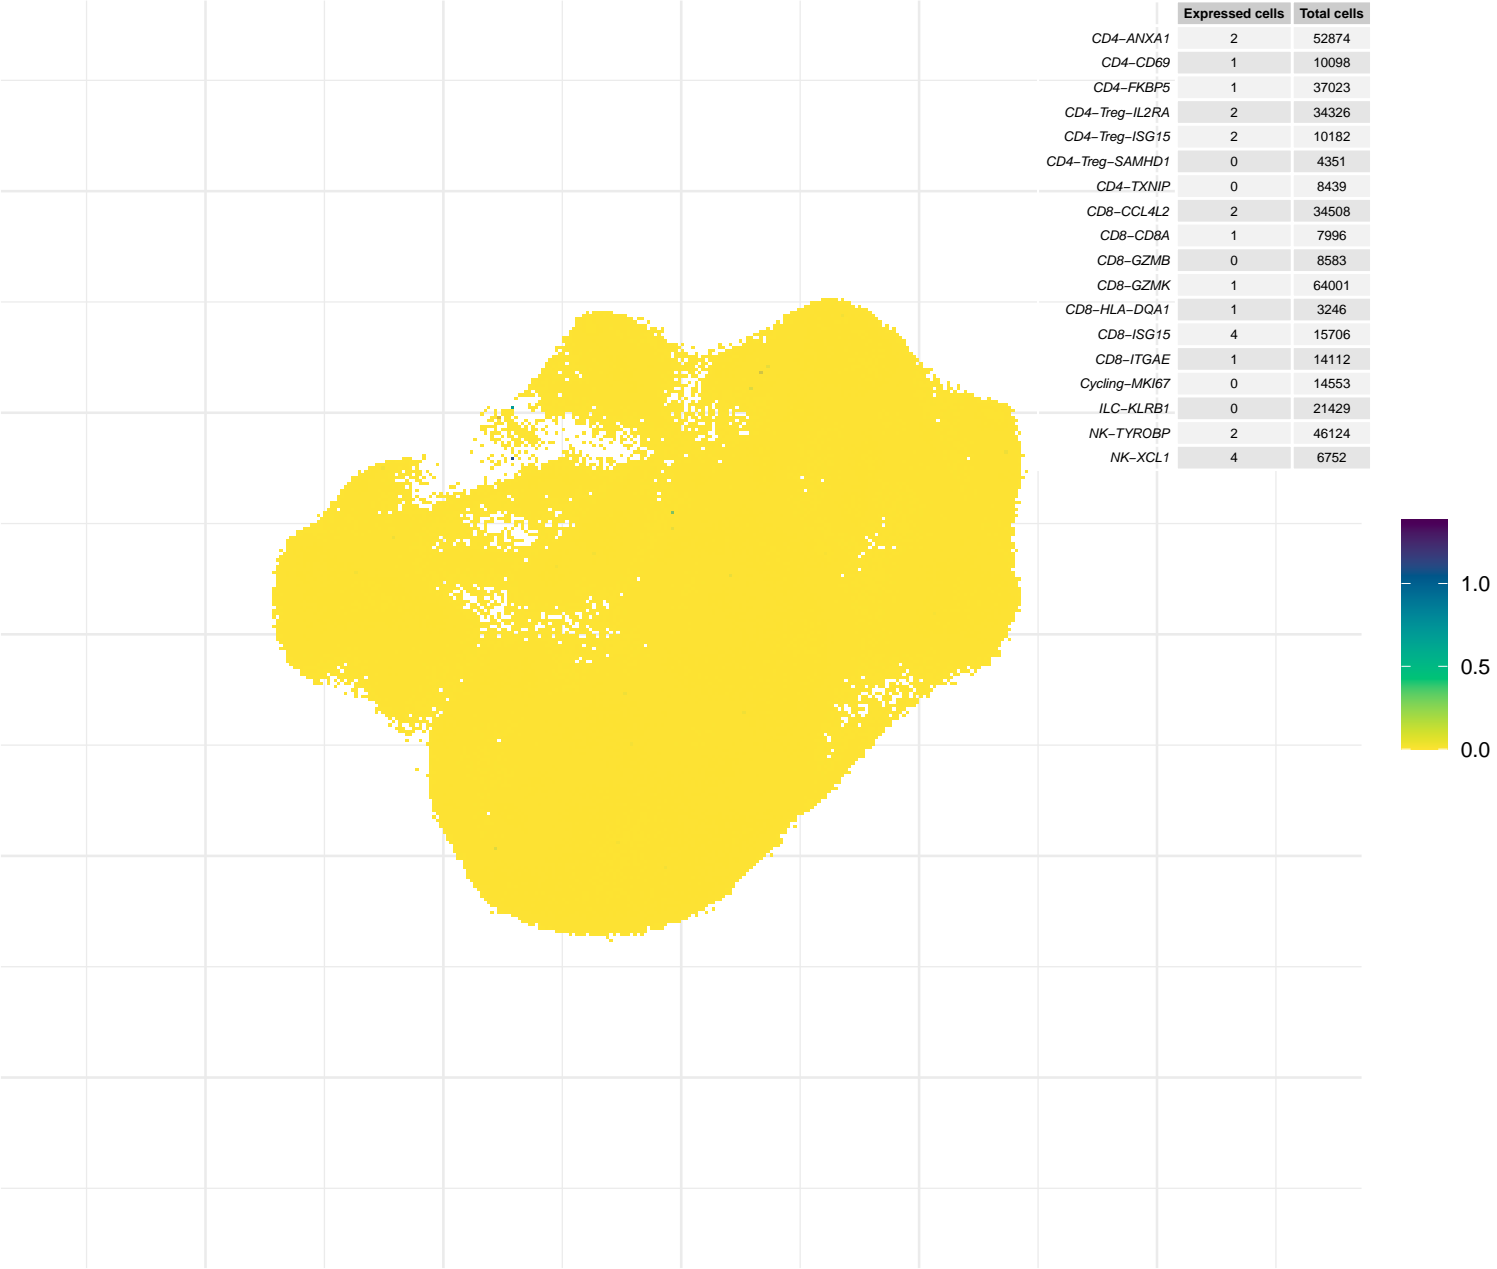 Expressed cells Total cells
CD4−ANXA1 2 52874
CD4−CD69 1 10098
CD4−FKBP5 1 37023
CD4−Treg−IL2RA 2 34326
CD4−Treg−ISG15 2 10182
CD4−Treg−SAMHD1 0 4351
CD4−TXNIP 0 8439
CD8−CCL4L2 2 34508
CD8−CD8A 1 7996
CD8−GZMB 0 8583
CD8−GZMK 1 64001
CD8−HLA−DQA1 1 3246
CD8−ISG15 4 15706
CD8−ITGAE 1 14112
Cycling−MKI67 0 14553
ILC−KLRB1 0 21429
NK−TYROBP 2 46124
NK−XCL1 4 6752
1.0
0.5
0.0